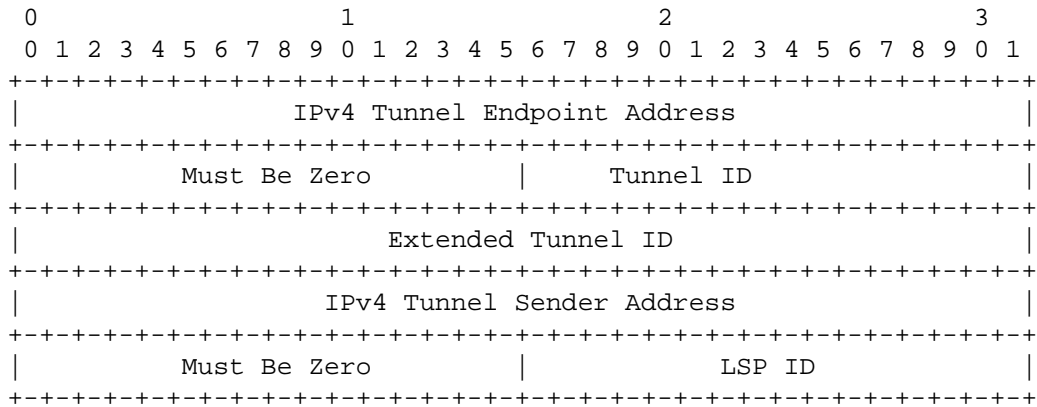 0                   1                   2                   3
 0 1 2 3 4 5 6 7 8 9 0 1 2 3 4 5 6 7 8 9 0 1 2 3 4 5 6 7 8 9 0 1
+-+-+-+-+-+-+-+-+-+-+-+-+-+-+-+-+-+-+-+-+-+-+-+-+-+-+-+-+-+-+-+-+
|                 IPv4 Tunnel Endpoint Address                  |
+-+-+-+-+-+-+-+-+-+-+-+-+-+-+-+-+-+-+-+-+-+-+-+-+-+-+-+-+-+-+-+-+
|          Must Be Zero         |     Tunnel ID                 |
+-+-+-+-+-+-+-+-+-+-+-+-+-+-+-+-+-+-+-+-+-+-+-+-+-+-+-+-+-+-+-+-+
|                       Extended Tunnel ID                      |
+-+-+-+-+-+-+-+-+-+-+-+-+-+-+-+-+-+-+-+-+-+-+-+-+-+-+-+-+-+-+-+-+
|                   IPv4 Tunnel Sender Address                  |
+-+-+-+-+-+-+-+-+-+-+-+-+-+-+-+-+-+-+-+-+-+-+-+-+-+-+-+-+-+-+-+-+
|          Must Be Zero         |            LSP ID             |
+-+-+-+-+-+-+-+-+-+-+-+-+-+-+-+-+-+-+-+-+-+-+-+-+-+-+-+-+-+-+-+-+